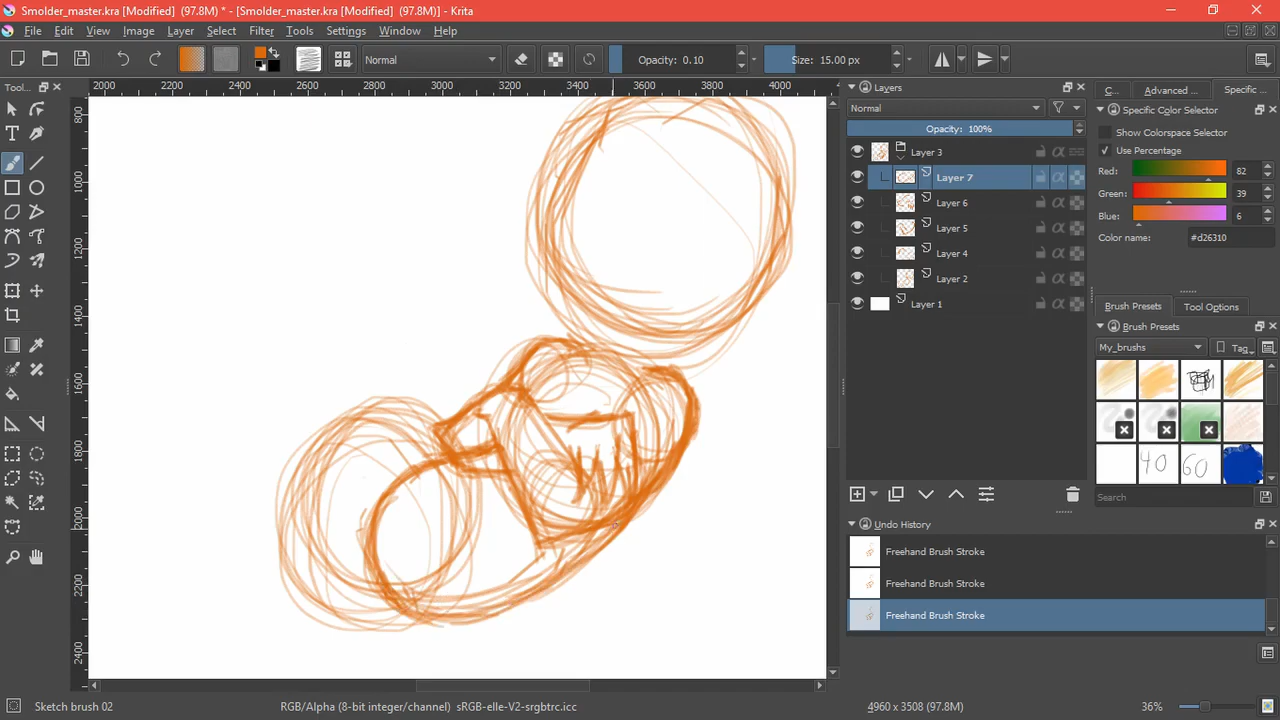 Smolder_master.kra [Modified] (97.8M) * - [Smolder_master.kra [Modified] (97.8M)] - Krita
File Edit View Image Layer Select Filter Tools Settings Window Help
Normal
Opacity: 0.10
Size: 15.00 px
Tool...
2000 2200 2400 2600 2800 3000 3200 3400 3600 3800 4000
800
1000
1200
1400
1600
1800
2000
2200
2400
Layers
Normal
Opacity: 100%
Layer 3
Layer 7
Layer 6
Layer 5
Layer 4
Layer 2
Layer 1
Undo History
Freehand Brush Stroke
Freehand Brush Stroke
Freehand Brush Stroke
C... Advanced ... Specific ...
Specific Color Selector
Show Colorspace Selector
Use Percentage
Red: 82
Green: 39
Blue: 6
Color name: #d26310
Brush Presets Tool Options
Brush Presets
My_brushes Tag
40 60
Search
Sketch brush 02
RGB/Alpha (8-bit integer/channel) sRGB-elle-V2-srgbtrc.icc
4960 x 3508 (97.8M)
36%